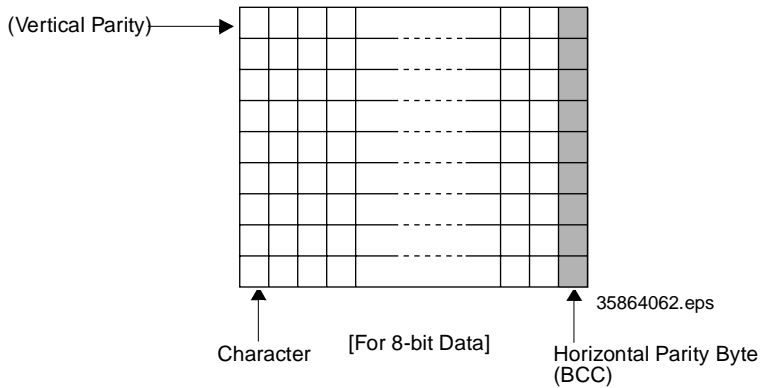 (Vertical Parity)
35864062.eps
Character
[For 8-bit Data]
Horizontal Parity Byte
(BCC)